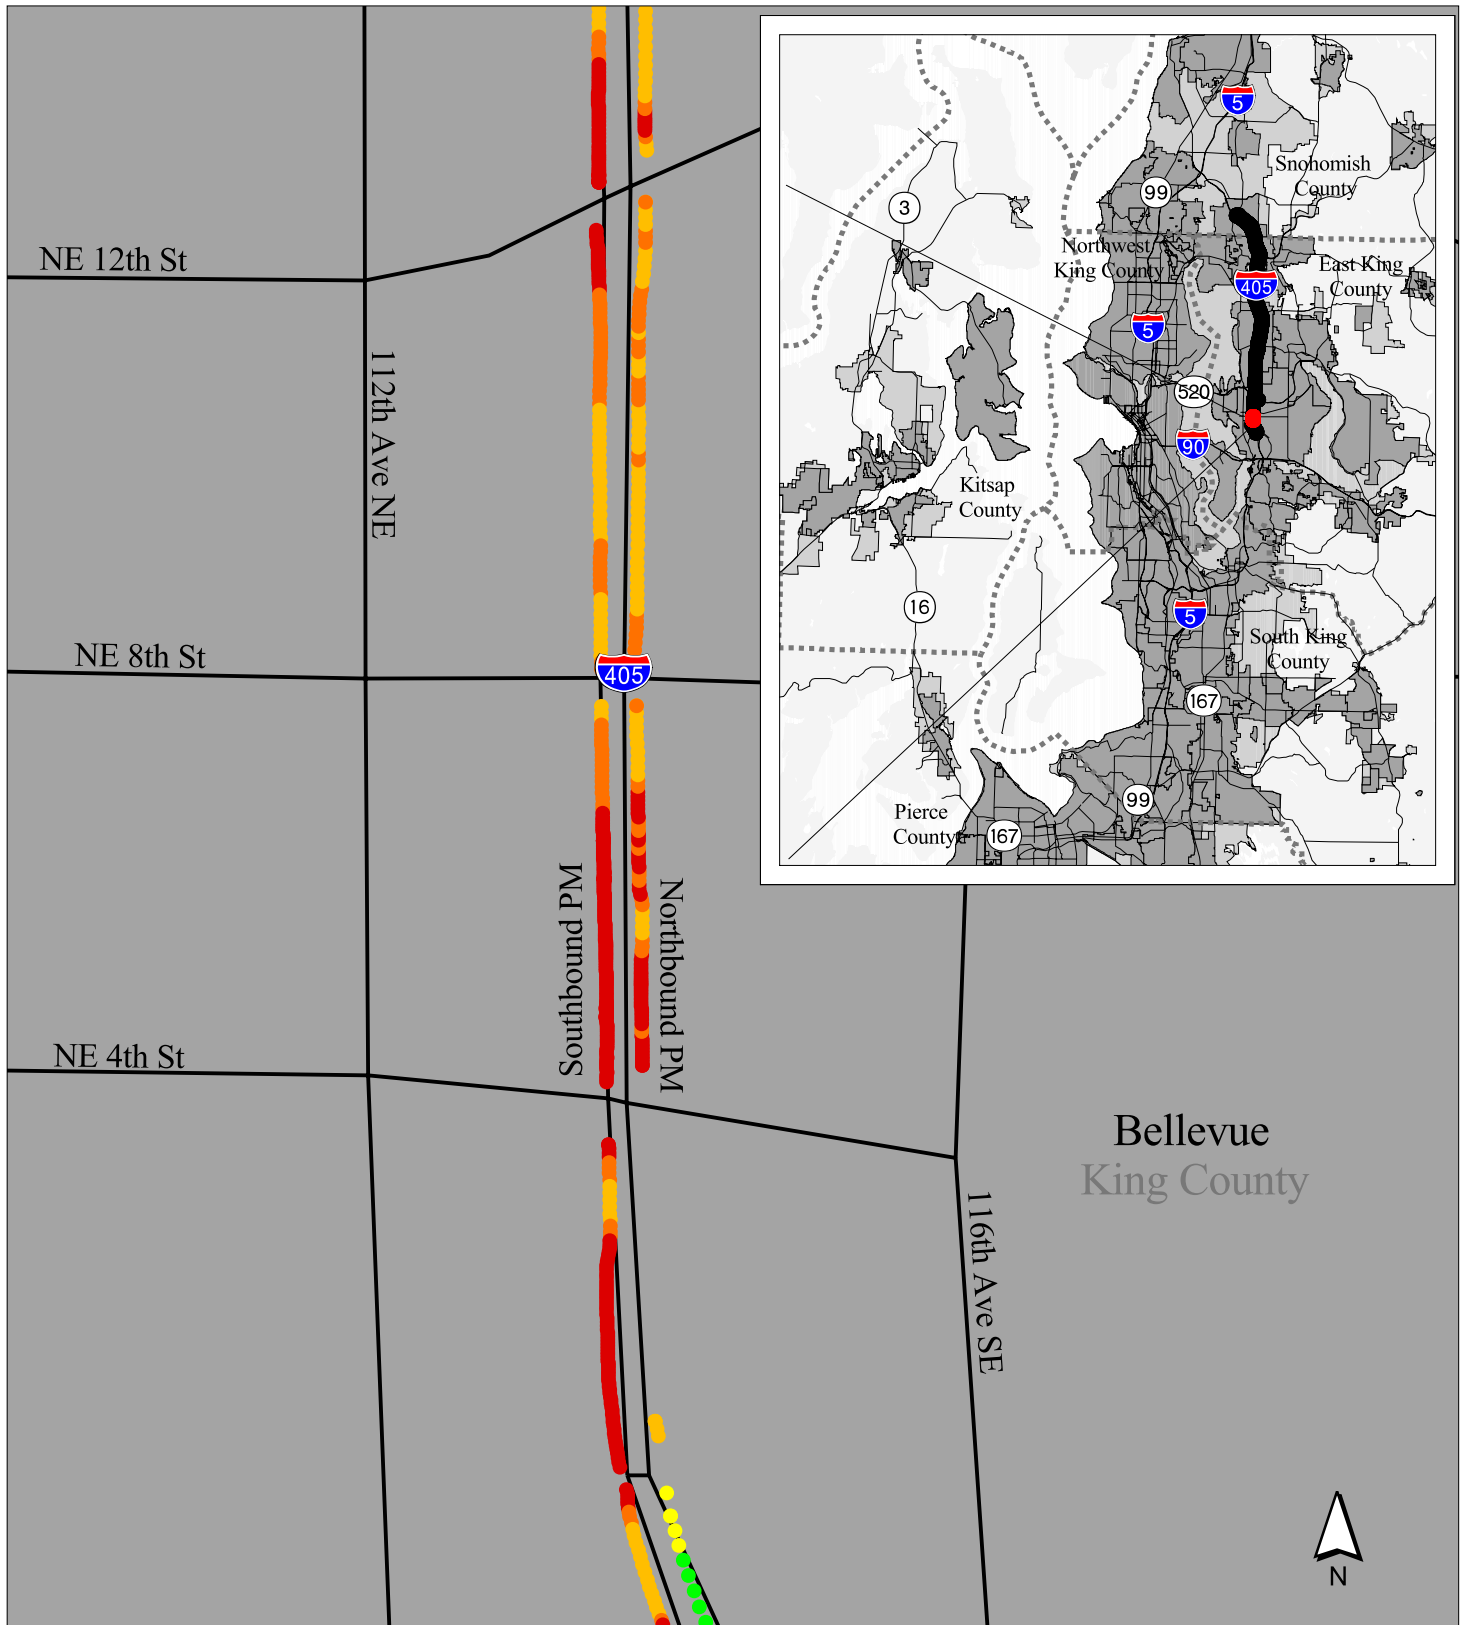 NE 12th St
112th Ave NE
NE 8th St
405
Southbound PM
Northbound PM
NE 4th St
Bellevue
King County
116th Ave SE
N
5
Snohomish
County
99
3
Northwest
King County
East King
County
405
5
520
90
Kitsap
County
16
5
South King
County
167
99
Pierce
County
167